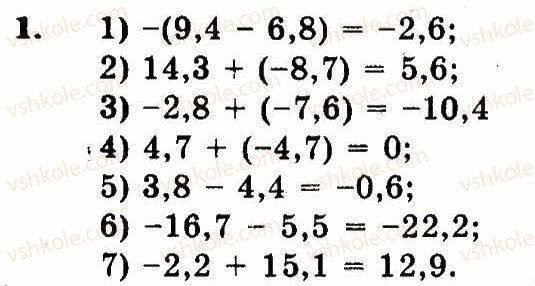 1. 1) –(9,4 – 6,8) = –2,6;
2) 14,3 + (–8,7) = 5,6;
3) –2,8 + (–7,6) = –10,4
4) 4,7 + (–4,7) = 0;
5) 3,8 – 4,4 = –0,6;
6) –16,7 – 5,5 = –22,2;
7) –2,2 + 15,1 = 12,9.